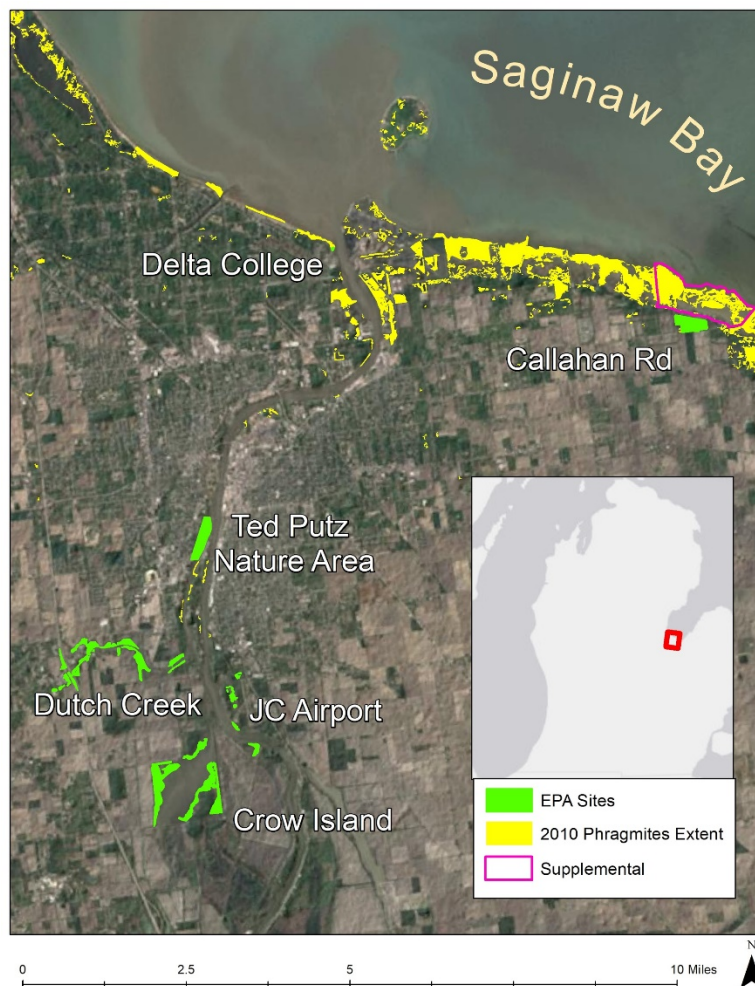 Saginaw Bay
Delta College
Callahan Rd
Ted Putz
Nature Area
Dutch Creek
JC Airport
Crow Island
EPA Sites
2010 Phragmites Extent
Supplemental
N
0 2.5 5 10 Miles